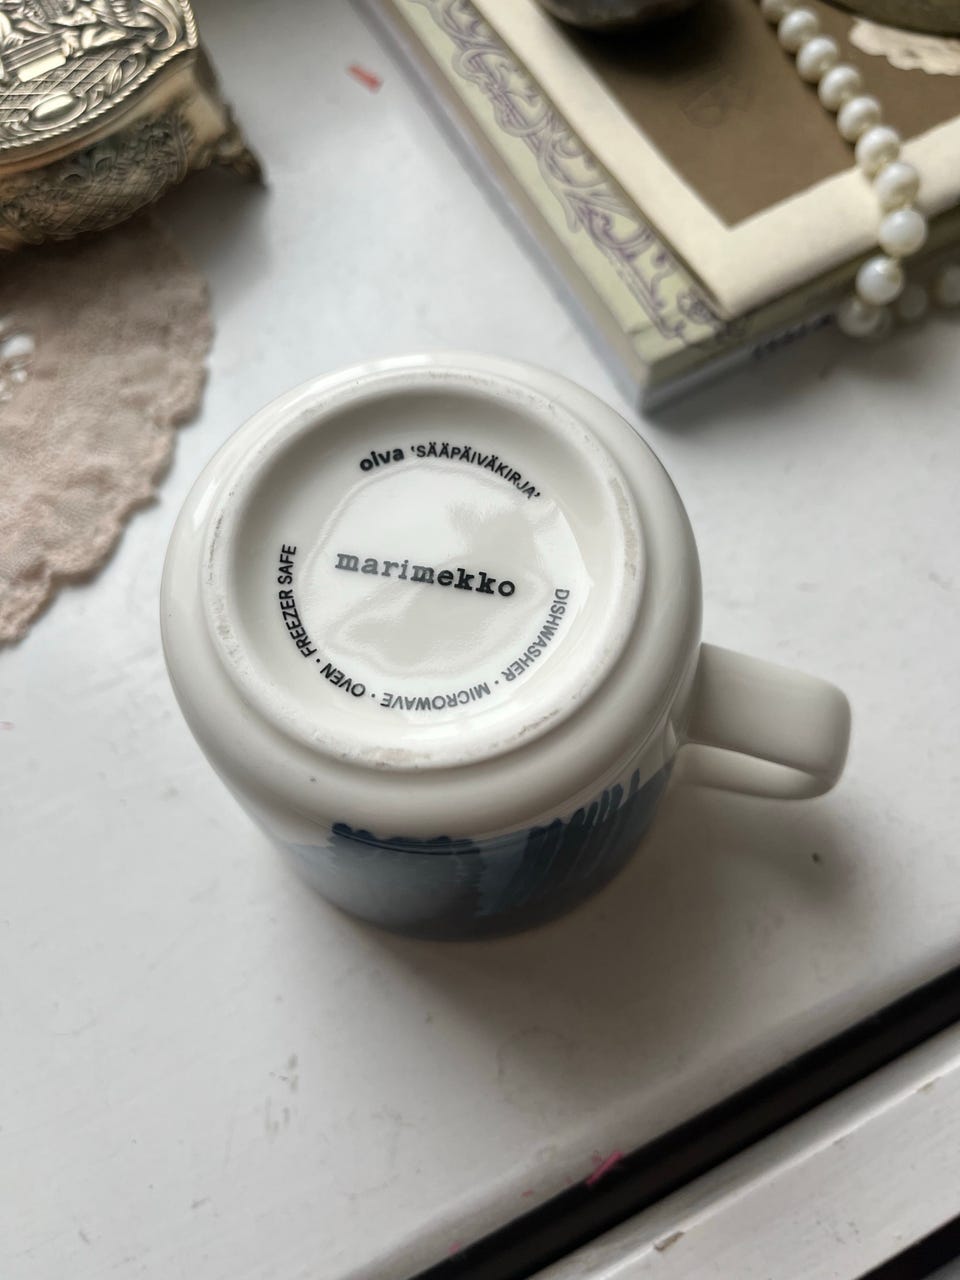 oiva 'SÄÄPÄIVÄKIRJA'
marimekko
DISHWASHER · MICROWAVE · OVEN · FREEZER SAFE